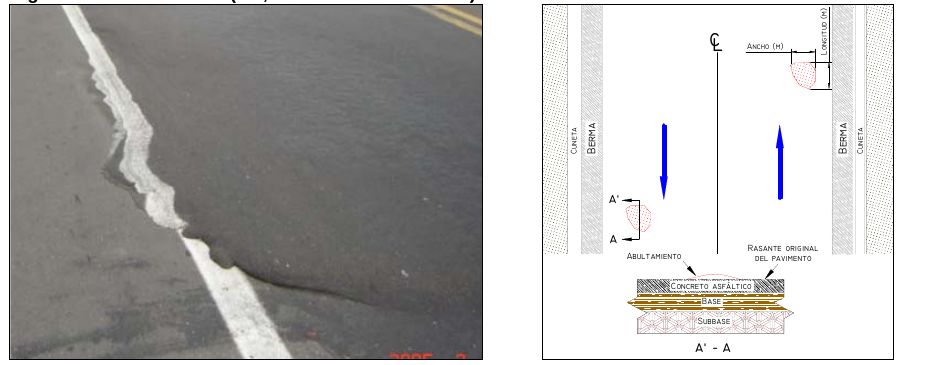 ANCHO (M)
LONGITUD (M)
CUNETA
BERMA
BERMA
CUNETA
A'
A
ABULTAMIENTO
RASANTE ORIGINAL
DEL PAVIMENTO
CONCRETO ASFÁLTICO
BASE
SUBBASE
A' - A